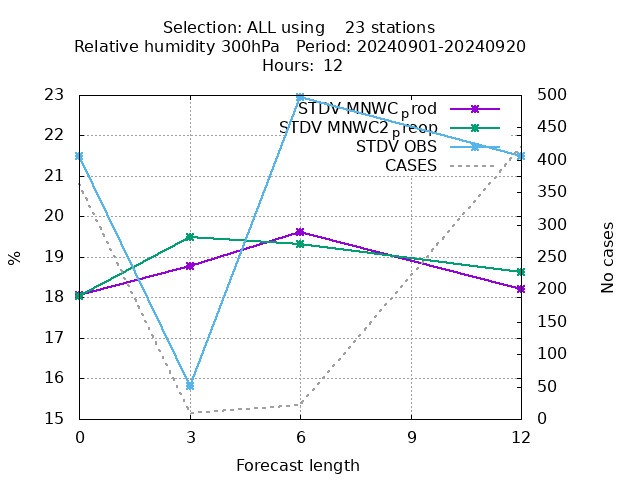 Selection: ALL using    23 stations
Relative humidity 300hPa   Period: 20240901-20240920
Hours:  12
STDV MNWC_prod
STDV MNWC2_preop
STDV OBS
CASES
23
22
21
20
19
18
17
16
15
%
500
450
400
350
300
250
200
150
100
50
0
No cases
0 3 6 9 12
Forecast length